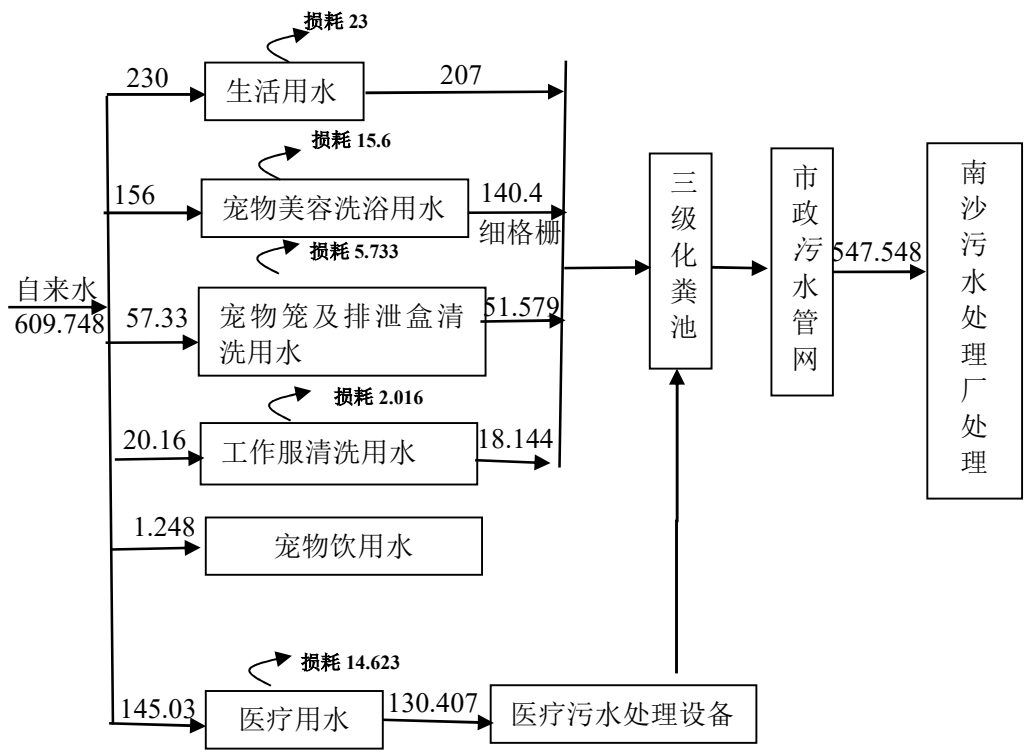 损耗 23
230
生活用水
207
损耗 15.6
156
宠物美容洗浴用水
140.4
细格栅
损耗 5.733
自来水
609.748
57.33
宠物笼及排泄盒清
洗用水
51.579
损耗 2.016
20.16
工作服清洗用水
18.144
1.248
宠物饮用水
损耗 14.623
145.03
医疗用水
130.407
医疗污水处理设备
三级化粪池
市政污水管网
547.548
南沙污水处理厂处理